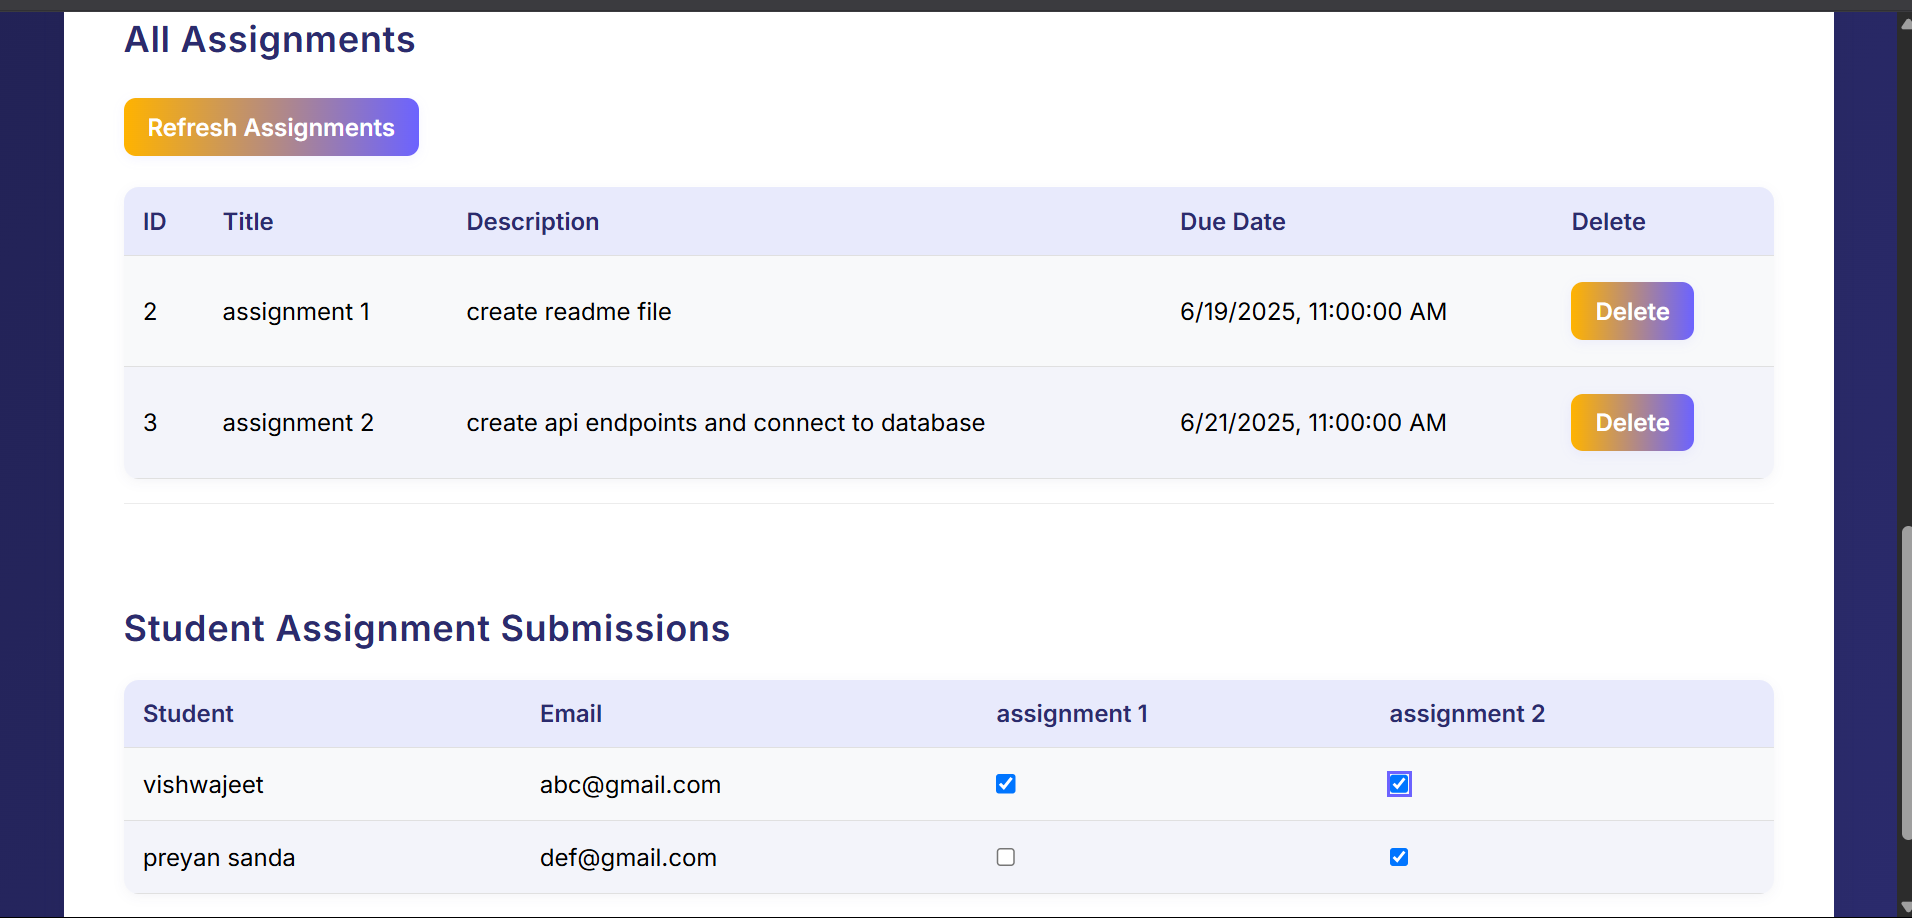 All Assignments
Refresh Assignments
ID Title Description Due Date Delete
2 assignment 1 create readme file 6/19/2025, 11:00:00 AM Delete
3 assignment 2 create api endpoints and connect to database 6/21/2025, 11:00:00 AM Delete
Student Assignment Submissions
Student Email assignment 1 assignment 2
vishwajeet abc@gmail.com
preyan sanda def@gmail.com